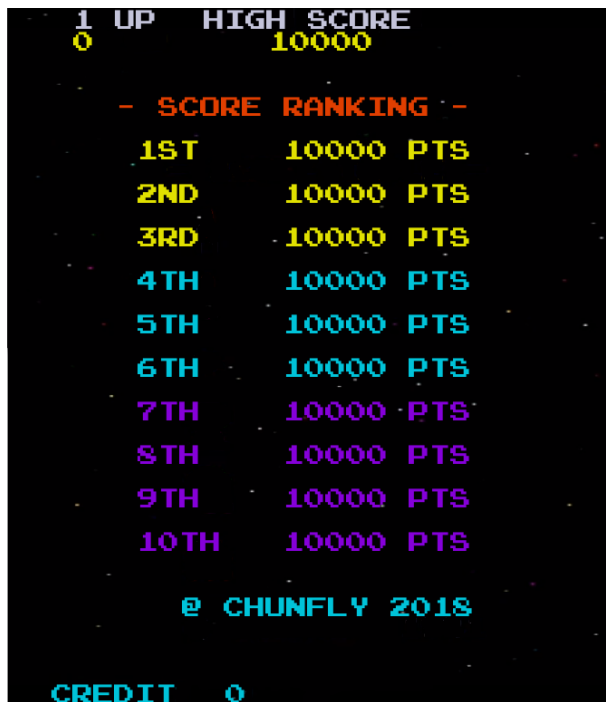 1 UP HIGH SCORE
0 10000
- SCORE RANKING -
1ST 10000 PTS
2ND 10000 PTS
3RD 10000 PTS
4TH 10000 PTS
5TH 10000 PTS
6TH 10000 PTS
7TH 10000 PTS
8TH 10000 PTS
9TH 10000 PTS
10TH 10000 PTS
@ CHUNFLY 2018
CREDIT 0